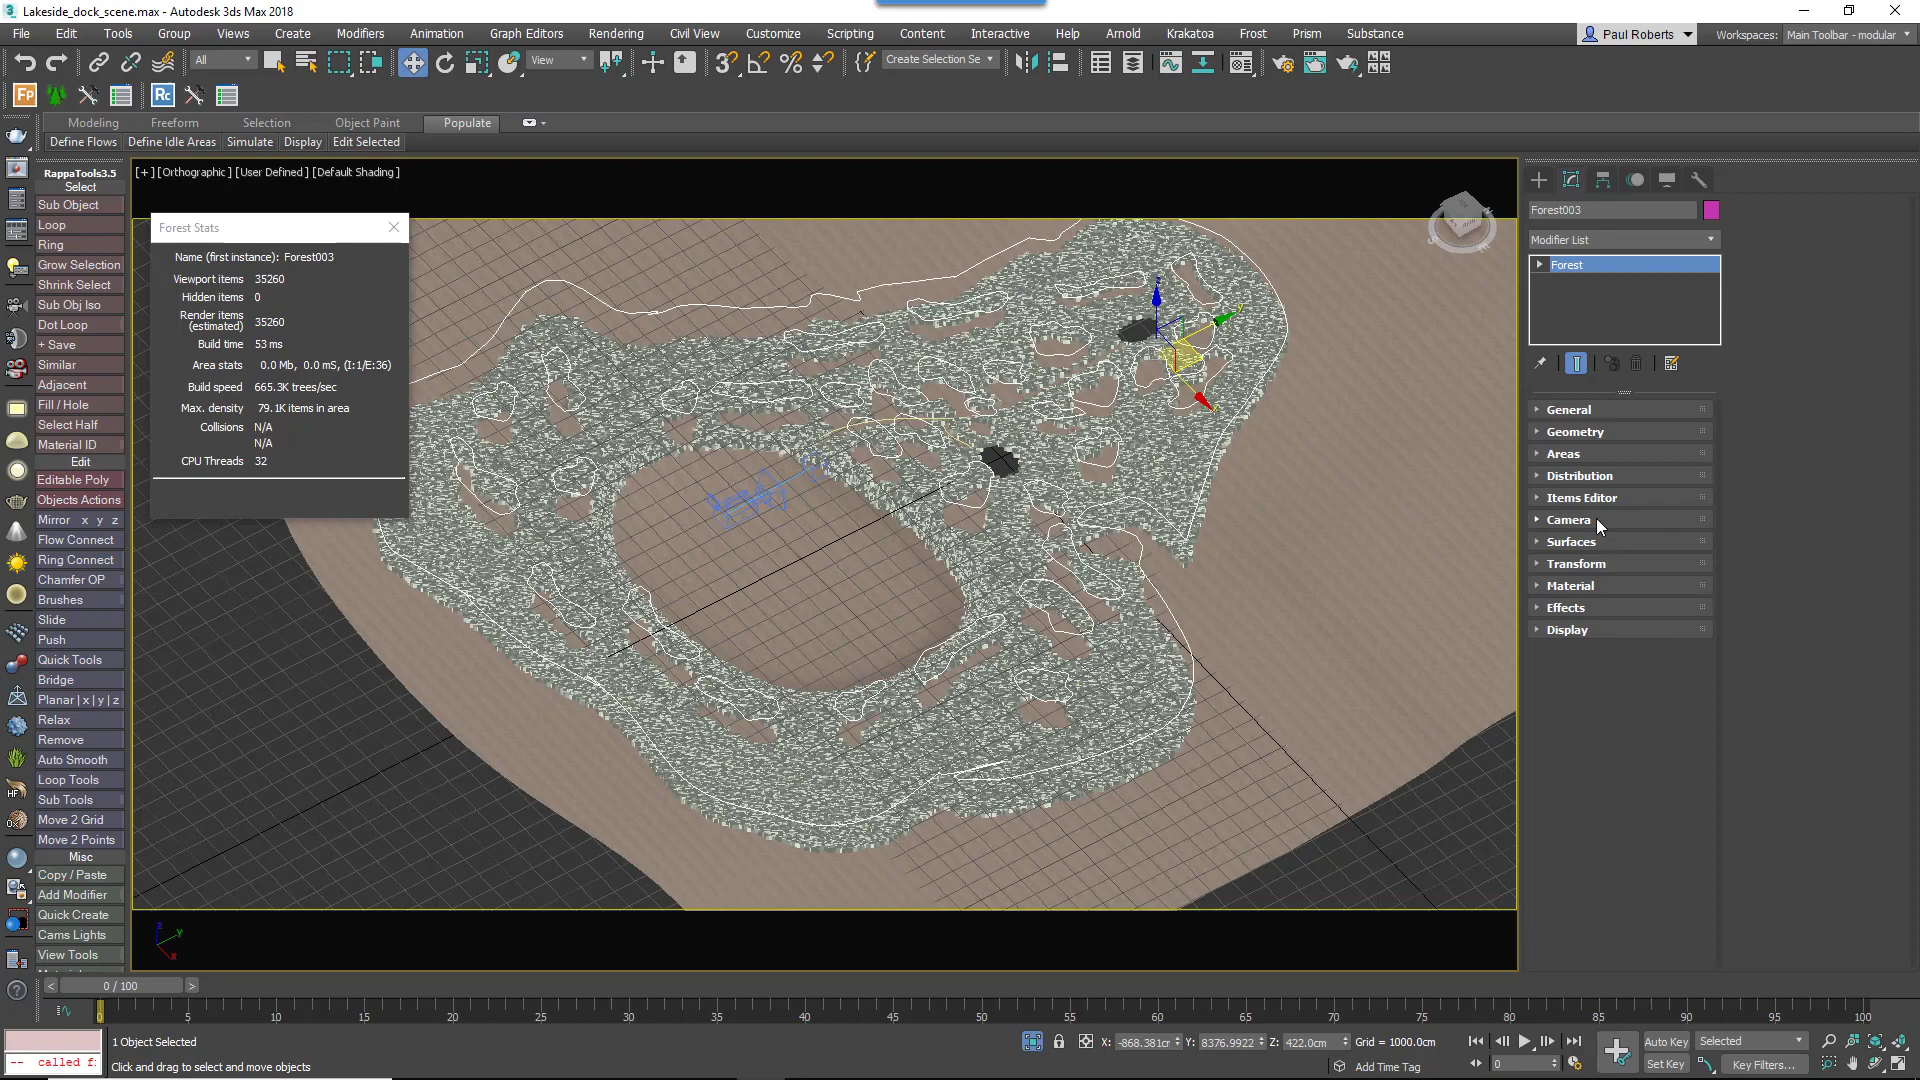 Lakeside_dock_scene.max - Autodesk 3ds Max 2018
File Edit Tools Group Views Create Modifiers Animation Graph Editors Rendering Civil View Customize Scripting Content Interactive Help Arnold Krakatoa Frost Prism Substance Paul Roberts Workspaces: Main Toolbar - modular
All View Create Selection Se
Modeling Freeform Selection Object Paint Populate
Define Flows Define Idle Areas Simulate Display Edit Selected
[+] [Orthographic] [User Defined] [Default Shading]
RappaTools3.5
Select
Sub Object
Loop
Ring
Grow Selection
Shrink Select
Sub Obj Iso
Dot Loop
+ Save
Similar
Adjacent
Fill / Hole
Select Half
Material ID
Edit
Editable Poly
Objects Actions
Mirror x y z
Flow Connect
Ring Connect
Chamfer OP
Brushes
Slide
Push
Quick Tools
Bridge
Planar | x | y | z
Relax
Remove
Auto Smooth
Loop Tools
Sub Tools
Move 2 Grid
Move 2 Points
Misc
Copy / Paste
Add Modifier
Quick Create
Cams Lights
View Tools
Forest Stats
Name (first instance): Forest003
Viewport items 35260
Hidden items 0
Render items (estimated) 35260
Build time 53 ms
Area stats 0.0 Mb, 0.0 mS, (I:1/E:36)
Build speed 665.3K trees/sec
Max. density 79.1K items in area
Collisions N/A
N/A
CPU Threads 32
Forest003
Modifier List
Forest
General
Geometry
Areas
Distribution
Items Editor
Camera
Surfaces
Transform
Material
Effects
Display
0 / 100
0 5 10 15 20 25 30 35 40 45 50 55 60 65 70 75 80 85 90 95 100
1 Object Selected
X: -868.381cm Y: 8376.9922 Z: 422.0cm Grid = 1000.0cm
Auto Key Selected
-- called f
Click and drag to select and move objects
Add Time Tag
0
Set Key Key Filters...